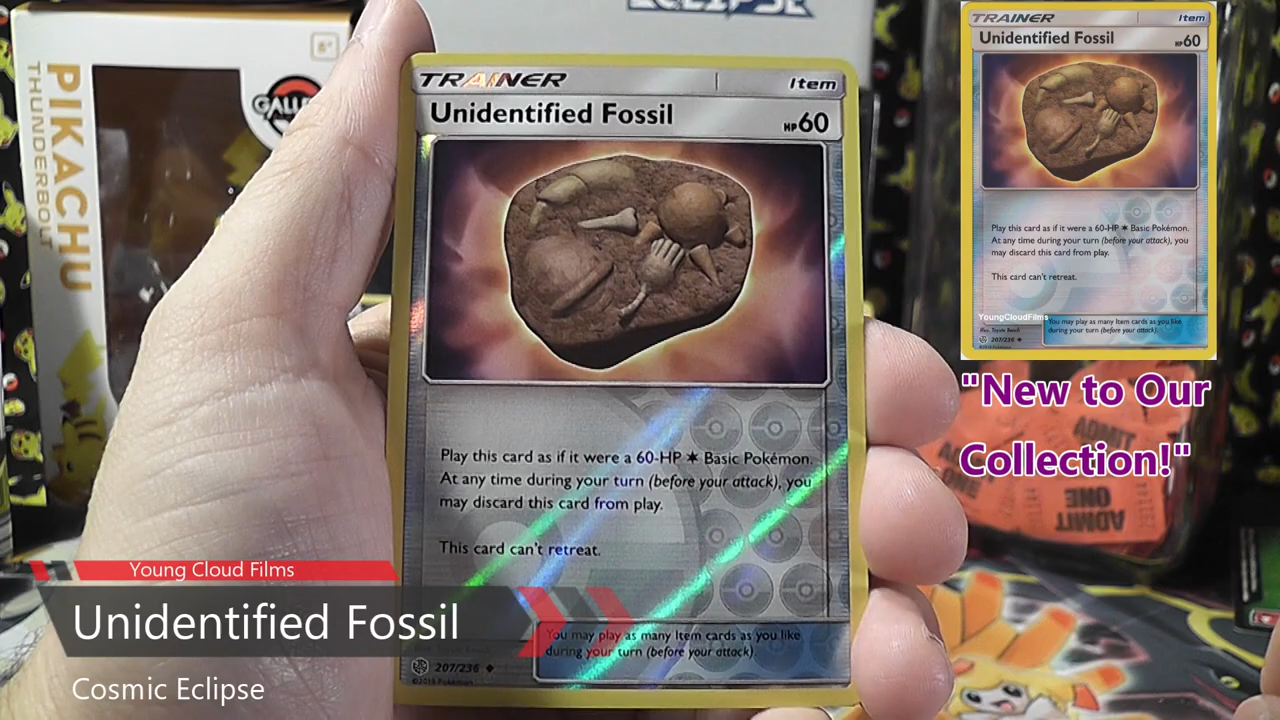 ECLIPSE
8+
PIKACHU
THUNDERBOLT
TRAINER
Item
Unidentified Fossil
HP60
Play this card as if it were a 60-HP Basic Pokémon.
At any time during your turn (before your attack), you
may discard this card from play.
This card can't retreat.
You may play as many Item cards as you like
during your turn (before your attack).
207/236
©2019 Pokémon
TRAINER
Item
Unidentified Fossil
HP60
Play this card as if it were a 60-HP Basic Pokémon.
At any time during your turn (before your attack), you
may discard this card from play.
This card can't retreat.
YoungCloudFilms
You may play as many Item cards as you like
during your turn (before your attack).
207/236
"New to Our
Collection!"
ADMIT
ONE
ADMIT
ONE
Young Cloud Films
Unidentified Fossil
Cosmic Eclipse